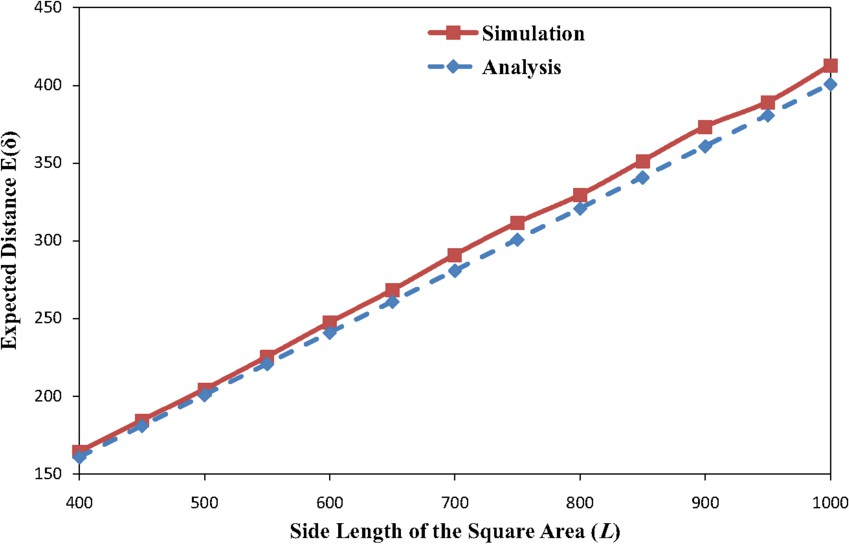 450
400
350
300
250
200
150
Expected Distance E(δ)
Simulation
Analysis
400 500 600 700 800 900 1000
Side Length of the Square Area (L)